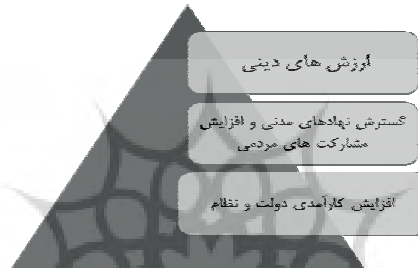 ارزش های دینی
گسترش نهادهای مدنی و افزایش
مشارکت های مردمی
افزایش کارآمدی دولت و نظام